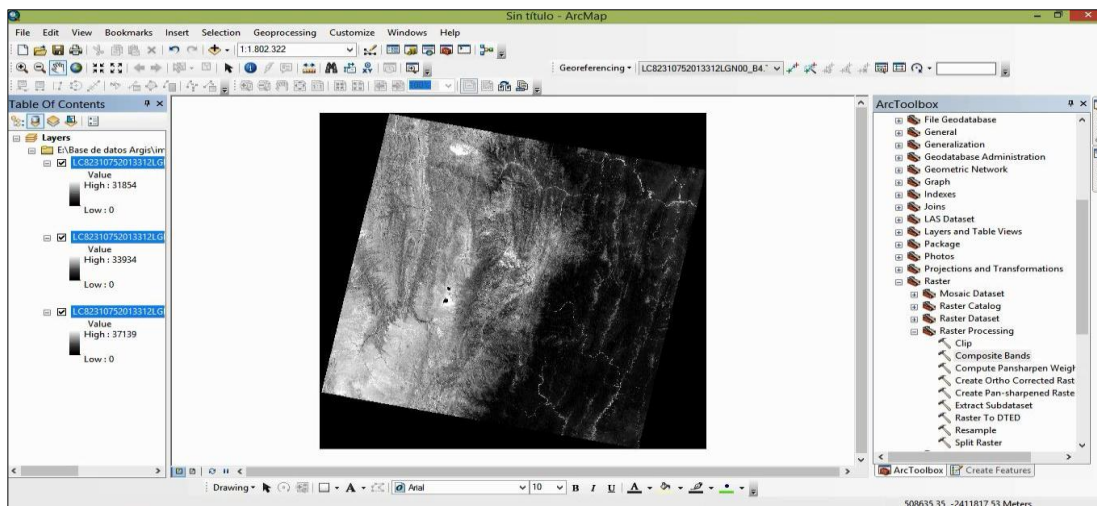 Sin título - ArcMap
File Edit View Bookmarks Insert Selection Geoprocessing Customize Windows Help
1:1.802.322
Georeferencing LC82310752013312LGN00_B4.
Table Of Contents
Layers
E:\Base de datos Argis\im
LC82310752013312LG
Value
High : 31854
Low : 0
LC82310752013312LG
Value
High : 33934
Low : 0
LC82310752013312LG
Value
High : 37139
Low : 0
ArcToolbox
File Geodatabase
General
Generalization
Geodatabase Administration
Geometric Network
Graph
Indexes
Joins
LAS Dataset
Layers and Table Views
Package
Photos
Projections and Transformations
Raster
Mosaic Dataset
Raster Catalog
Raster Dataset
Raster Processing
Clip
Composite Bands
Compute Pansharpen Weigh
Create Ortho Corrected Rast
Create Pan-sharpened Raste
Extract Subdataset
Raster To DTED
Resample
Split Raster
ArcToolbox Create Features
Drawing A Arial 10 B I U A
508635,35 -2411817,53 Meters